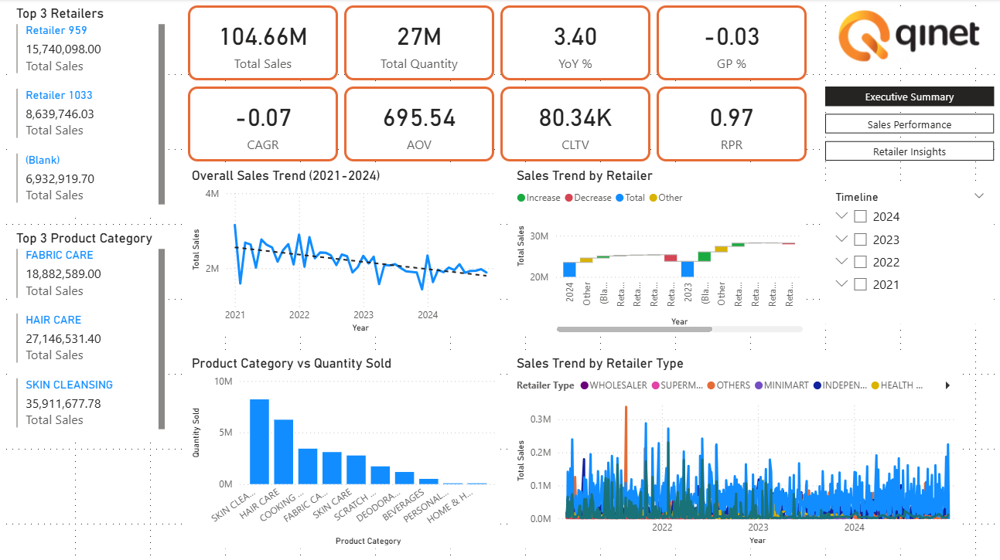 Top 3 Retailers
Retailer 959
15,740,098.00
Total Sales
Retailer 1033
8,639,746.03
Total Sales
(Blank)
6,932,919.70
Total Sales
Top 3 Product Category
FABRIC CARE
18,882,589.00
Total Sales
HAIR CARE
27,146,531.40
Total Sales
SKIN CLEANSING
35,911,677.78
Total Sales
104.66M
Total Sales
27M
Total Quantity
3.40
YoY %
-0.03
GP %
-0.07
CAGR
695.54
AOV
80.34K
CLTV
0.97
RPR
qinet
Executive Summary
Sales Performance
Retailer Insights
Timeline
2024
2023
2022
2021
Overall Sales Trend (2021-2024)
Total Sales
4M
2M
2021 2022 2023 2024
Year
Sales Trend by Retailer
Increase Decrease Total Other
Total Sales
30M
20M
2024 Other (Bla... Reta... Reta... Reta... Reta... 2023 (Bla... Other Reta... Reta... Reta... Reta...
Year
Product Category vs Quantity Sold
Quantity Sold
10M
5M
0M
SKIN CLEA... HAIR CARE COOKING ... FABRIC CA... SKIN CARE SCRATCH ... DEODORA... BEVERAGES PERSONAL... HOME & H...
Product Category
Sales Trend by Retailer Type
Retailer Type WHOLESALER SUPERM... OTHERS MINIMART INDEPEN... HEALTH ...
Total Sales
0.3M
0.2M
0.1M
0.0M
2022 2023 2024
Year